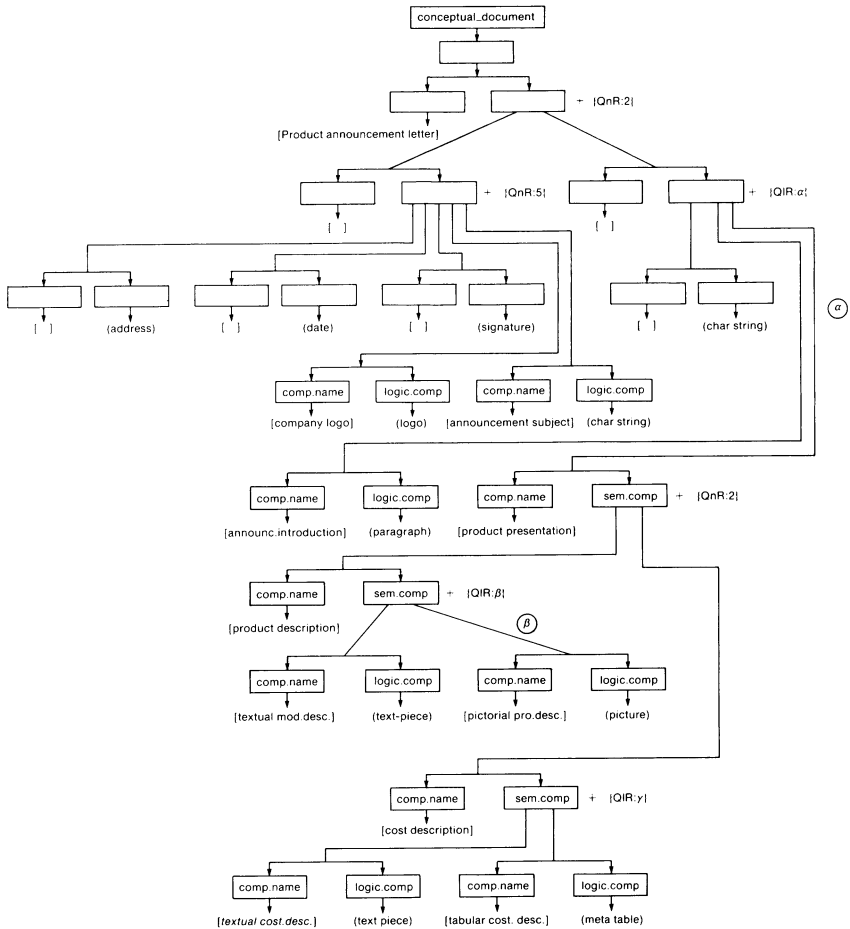 conceptual_document
+ {QnR:2}
[Product announcement letter]
+ {QnR:5}
+ {QIR:α}
[ ]
[ ]
[ ]
(address)
[ ]
(date)
[ ]
(signature)
[ ]
(char string)
α
comp.name
logic.comp
comp.name
logic.comp
[company logo]
(logo)
[announcement subject]
(char string)
comp.name
logic.comp
comp.name
sem.comp
+ {QnR:2}
[announc.introduction]
(paragraph)
[product presentation]
comp.name
sem.comp
+ {QIR:β}
[product description]
β
comp.name
logic.comp
comp.name
logic.comp
[textual mod.desc.]
(text-piece)
[pictorial pro.desc.]
(picture)
comp.name
sem.comp
+ {QIR:γ}
[cost description]
comp.name
logic.comp
comp.name
logic.comp
[textual cost.desc.]
(text piece)
[tabular cost. desc.]
(meta table)